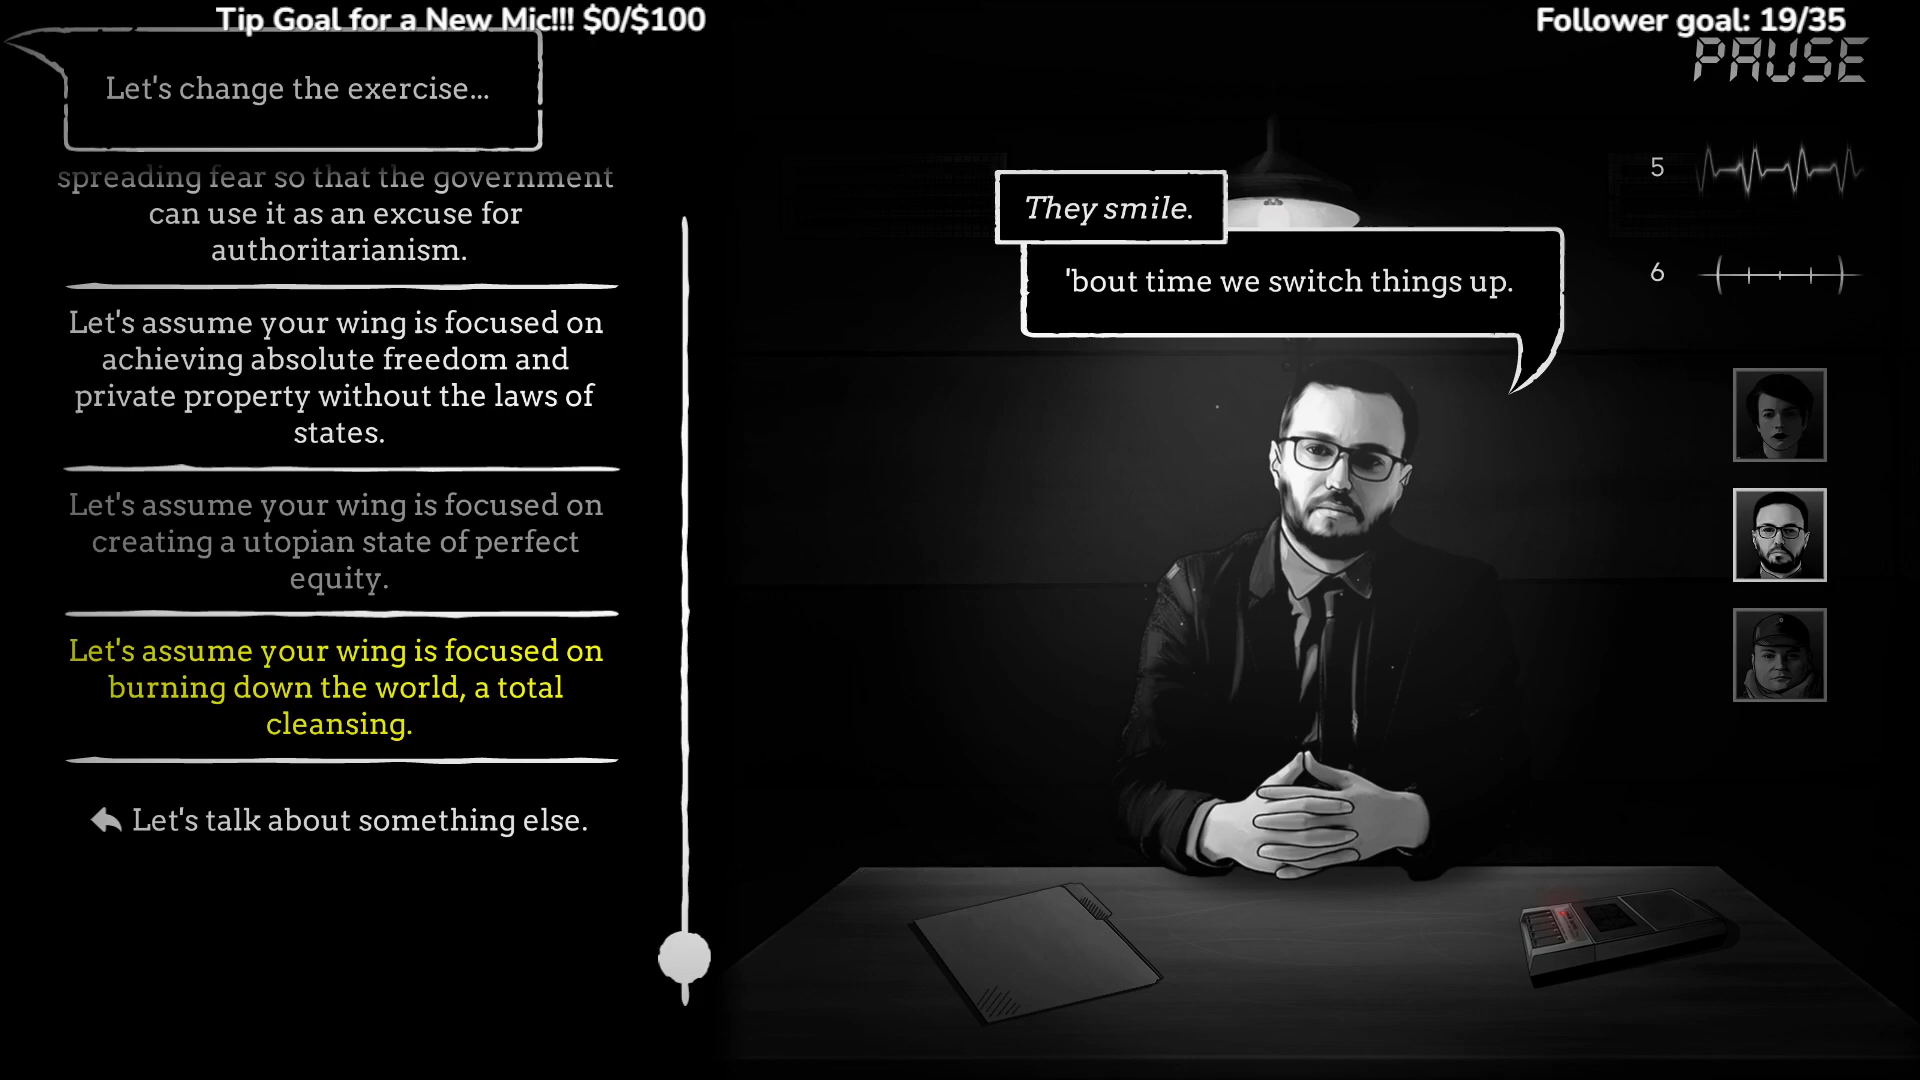 Tip Goal for a New Mic!!! $0/$100
Follower goal: 19/35
PAUSE
Let's change the exercise...
spreading fear so that the government
can use it as an excuse for
authoritarianism.
Let's assume your wing is focused on
achieving absolute freedom and
private property without the laws of
states.
Let's assume your wing is focused on
creating a utopian state of perfect
equity.
Let's assume your wing is focused on
burning down the world, a total
cleansing.
Let's talk about something else.
They smile.
'bout time we switch things up.
5
6